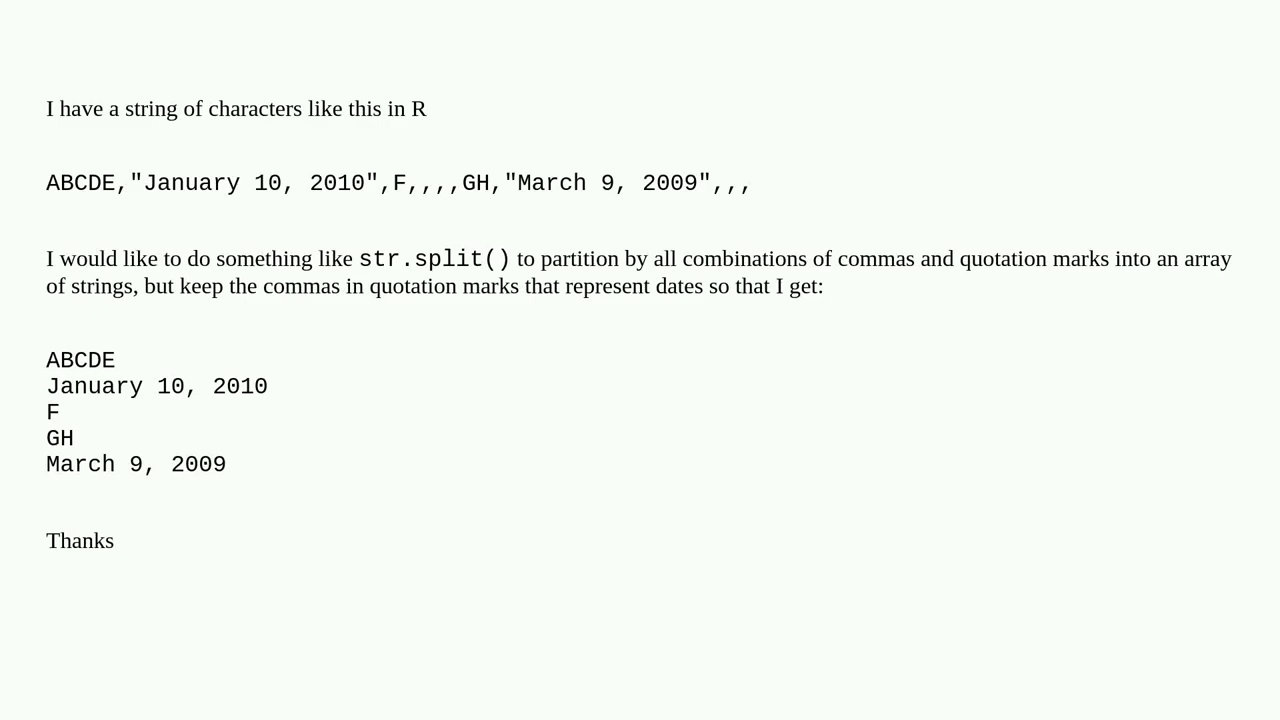 I have a string of characters like this in R
ABCDE,"January 10, 2010",F,,,,GH,"March 9, 2009",,,
I would like to do something like str.split() to partition by all combinations of commas and quotation marks into an array
of strings, but keep the commas in quotation marks that represent dates so that I get:
ABCDE
January 10, 2010
F
GH
March 9, 2009
Thanks